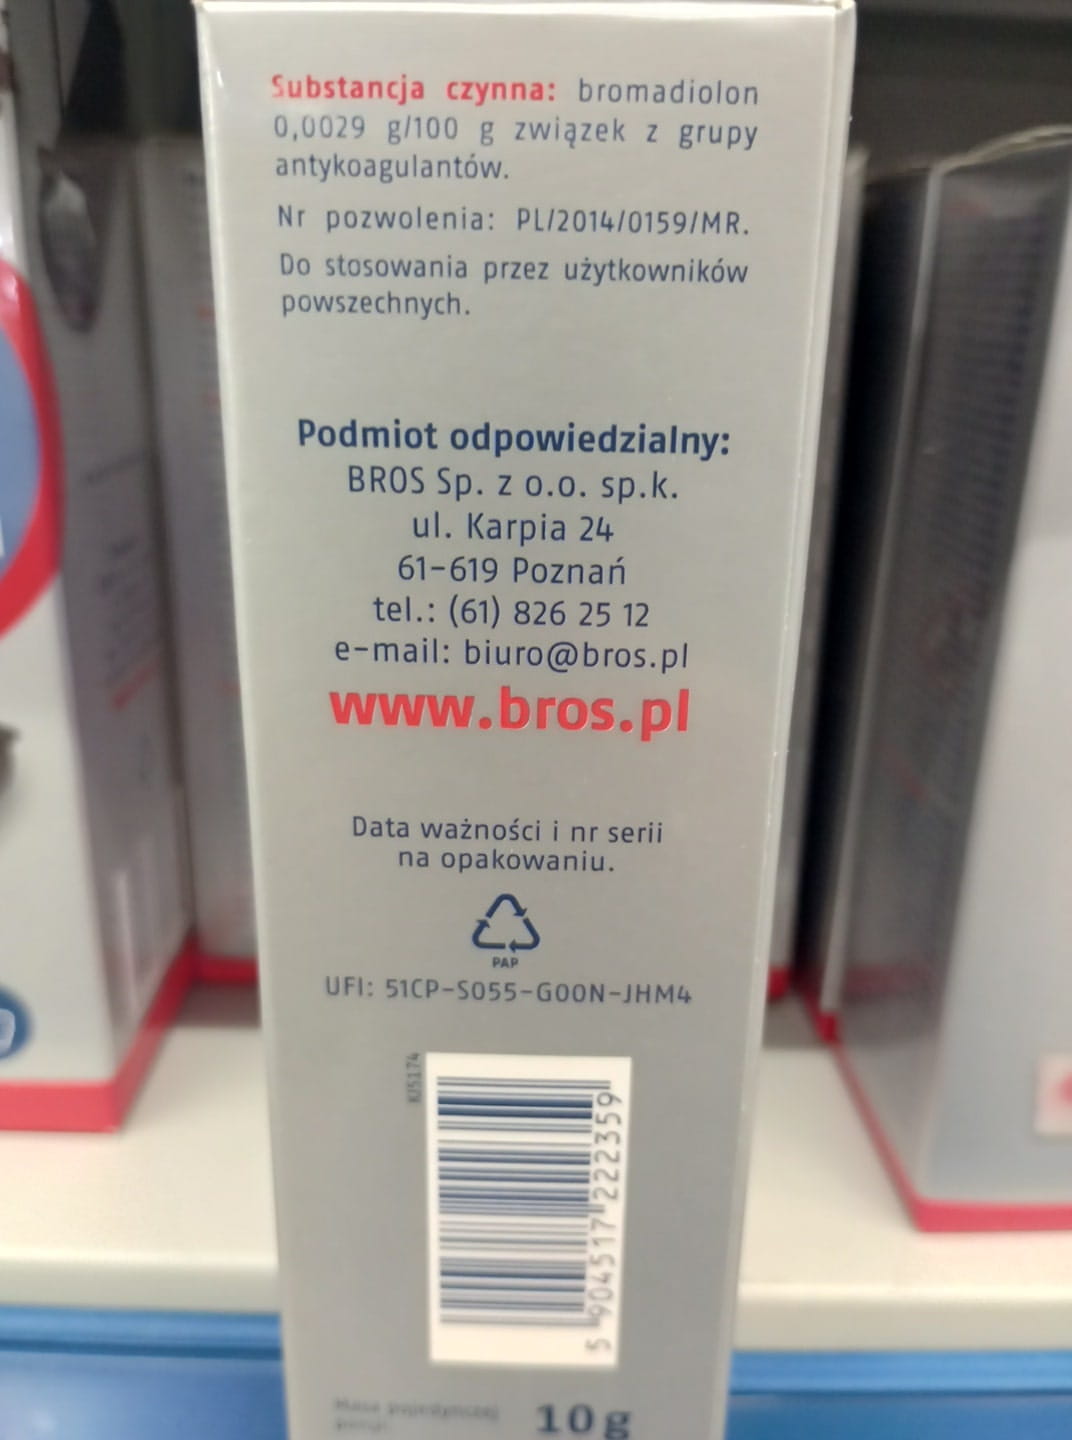 Substancja czynna: bromadiolon
0,0029 g/100 g związek z grupy
antykoagulantów.
Nr pozwolenia: PL/2014/0159/MR.
Do stosowania przez użytkowników
powszechnych.
Podmiot odpowiedzialny:
BROS Sp. z o.o. sp.k.
ul. Karpia 24
61-619 Poznań
tel.: (61) 826 25 12
e-mail: biuro@bros.pl
www.bros.pl
Data ważności i nr serii
na opakowaniu.
PAP
UFI: 51CP-S055-G00N-JHM4
5 904517 222359
Masa pojedynczej
10 g